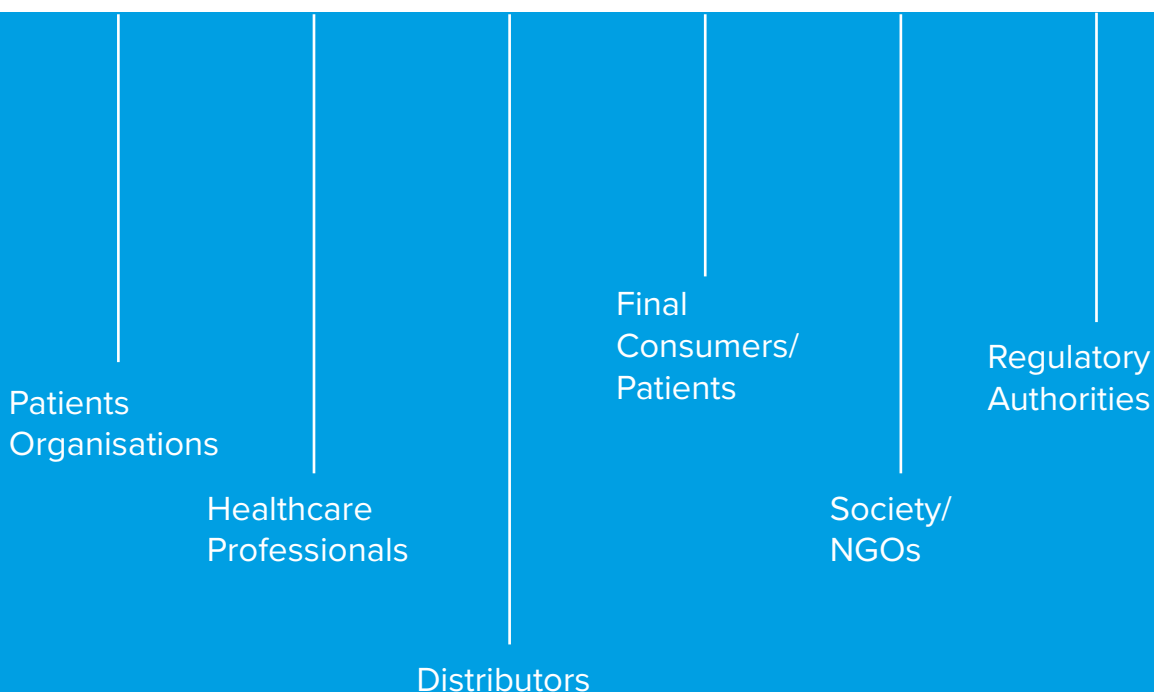 Patients
Organisations
Healthcare
Professionals
Distributors
Final
Consumers/
Patients
Society/
NGOs
Regulatory
Authorities